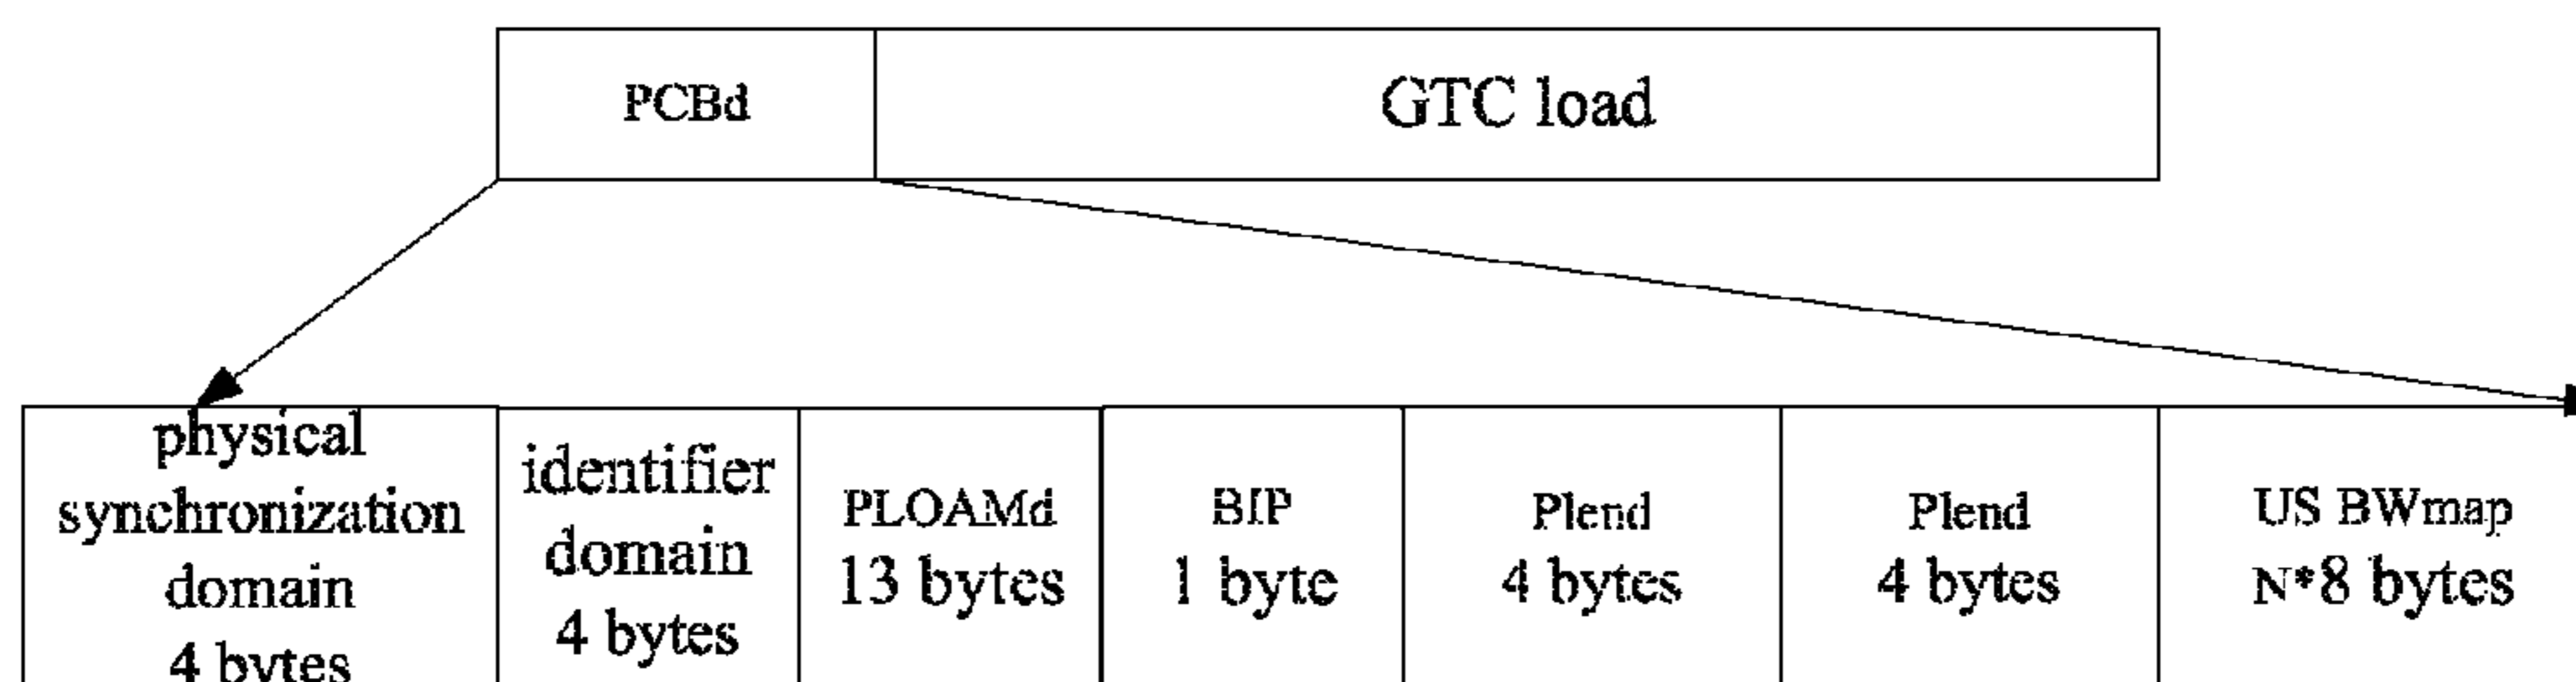 PCBd
GTC load
physical
synchronization
domain
4 bytes
identifier
domain
4 bytes
PLOAMd
13 bytes
BIP
1 byte
Plend
4 bytes
Plend
4 bytes
US BWmap
N*8 bytes